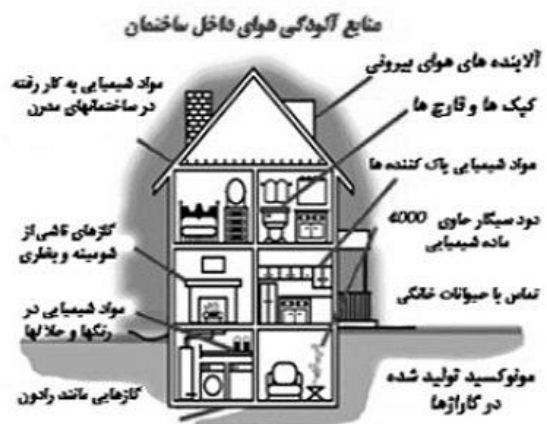 منابع آلودگی هوای داخل ساختمان
آلاینده های هوای بیرونی
کپک ها و قارچ ها
مواد شیمیایی پاک کننده ها
دود سیگار حاوی 4000
ماده شیمیایی
تماس با حیوانات خانگی
مونوکسید تولید شده
در گاراژها
مواد شیمیایی به کار رفته
در ساختمانهای مدرن
گازهای ناشی از
شومینه و بخاری
مواد شیمیایی در
رنگها و حلالها
گازهایی مانند رادون